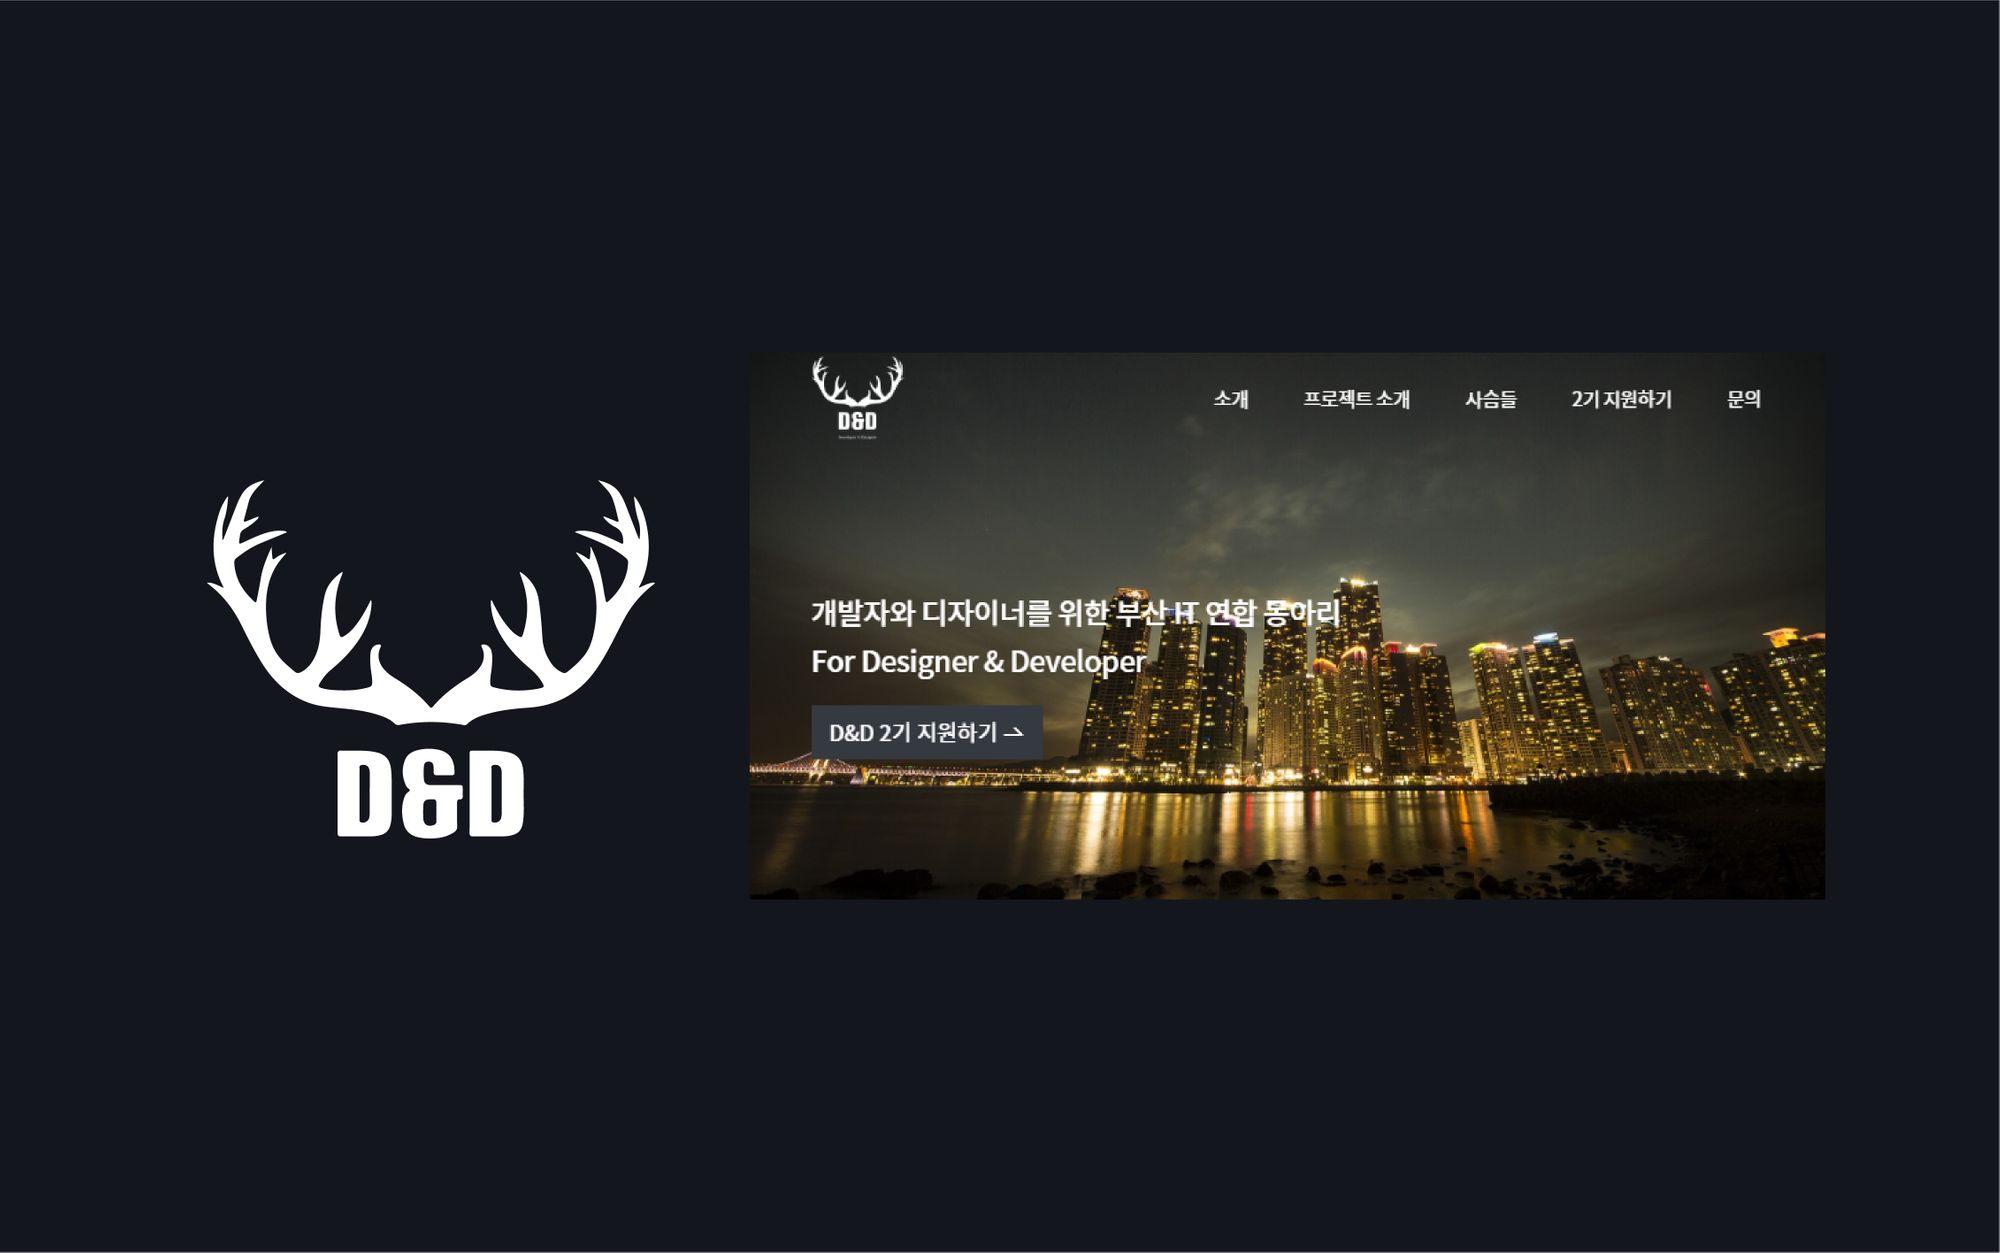 D&D
D&D
소개 프로젝트 소개 사슴들 2기 지원하기 문의
개발자와 디자이너를 위한 부산 IT 연합 동아리
For Designer & Developer
D&D 2기 지원하기 →